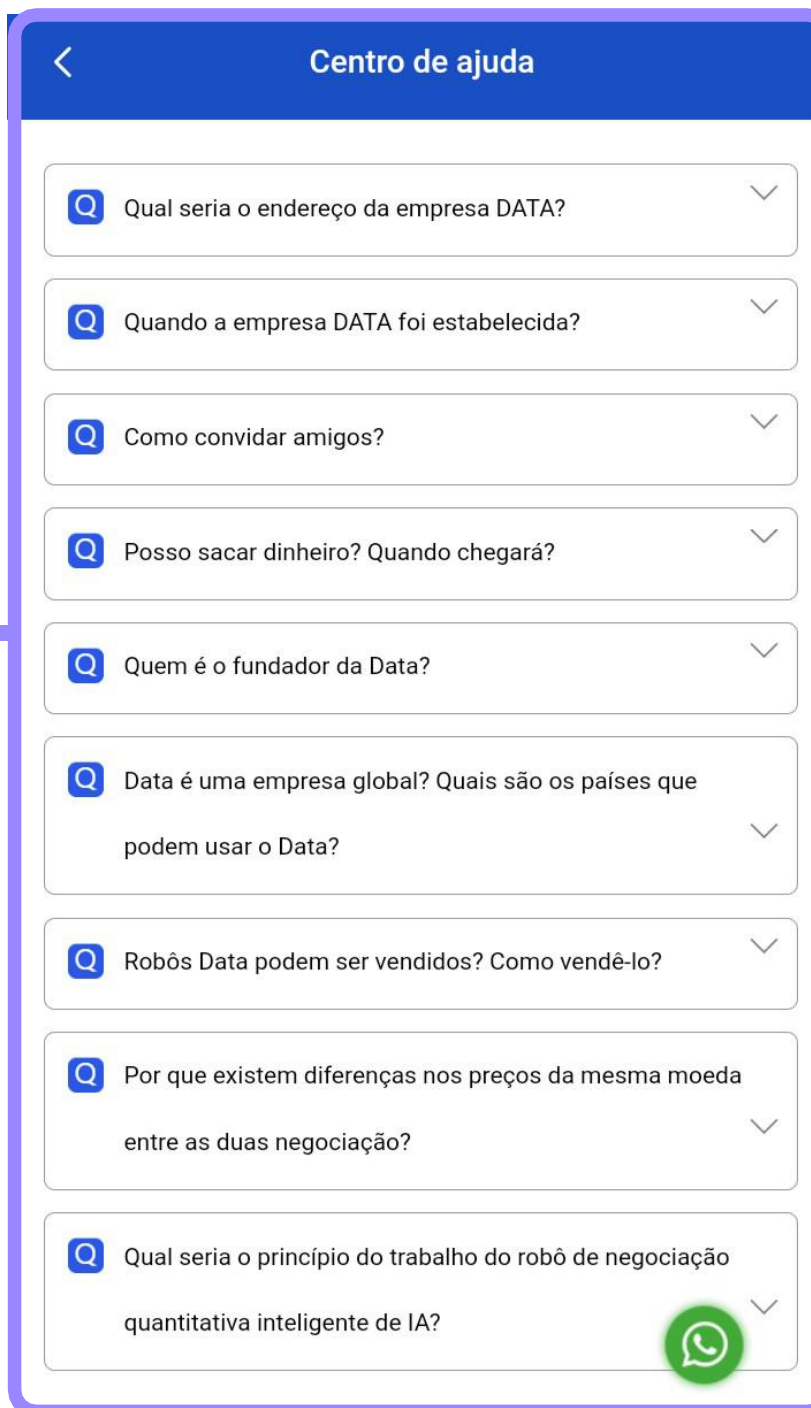 Centro de ajuda
Q Qual seria o endereço da empresa DATA?
Q Quando a empresa DATA foi estabelecida?
Q Como convidar amigos?
Q Posso sacar dinheiro? Quando chegará?
Q Quem é o fundador da Data?
Q Data é uma empresa global? Quais são os países que
podem usar o Data?
Q Robôs Data podem ser vendidos? Como vendê-lo?
Q Por que existem diferenças nos preços da mesma moeda
entre as duas negociação?
Q Qual seria o princípio do trabalho do robô de negociação
quantitativa inteligente de IA?